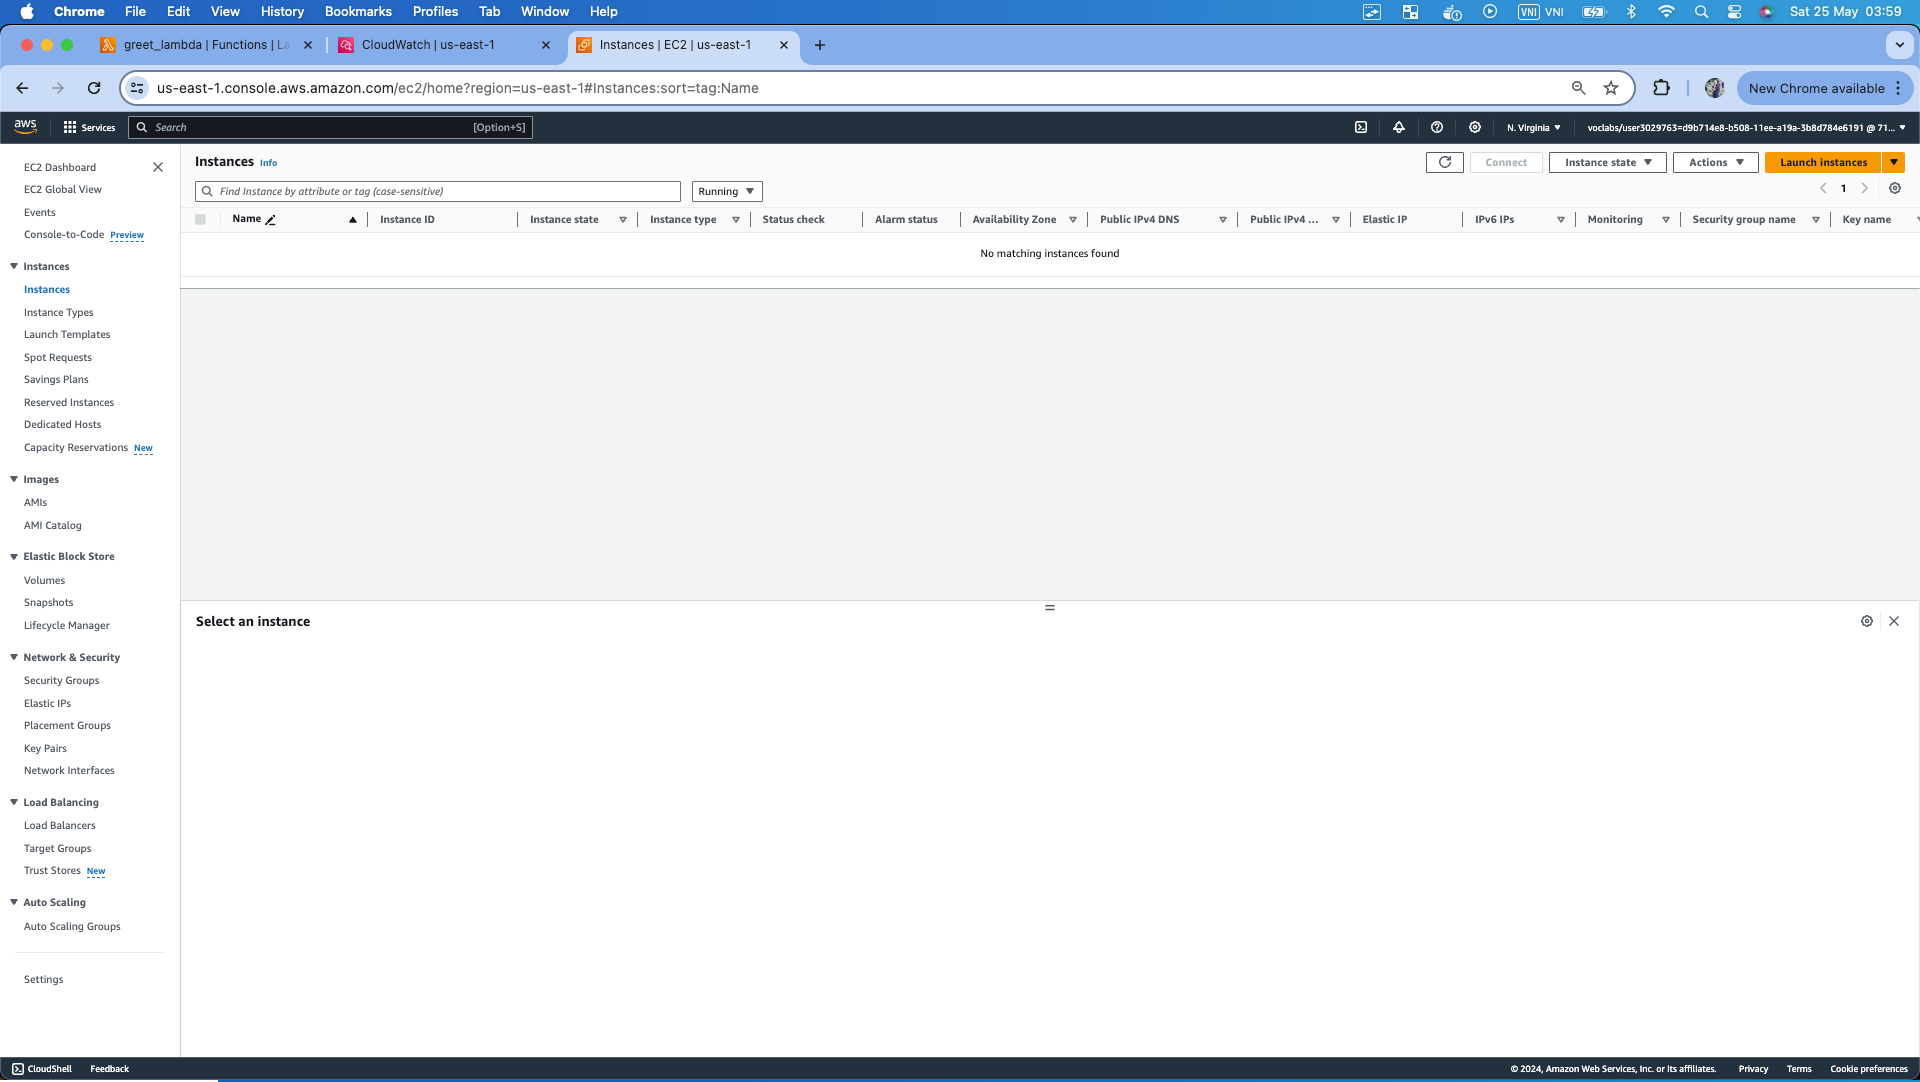 Chrome File Edit View History Bookmarks Profiles Tab Window Help VNI VNI Sat 25 May 03:59
greet_lambda | Functions | La CloudWatch | us-east-1 Instances | EC2 | us-east-1
us-east-1.console.aws.amazon.com/ec2/home?region=us-east-1#Instances:sort=tag:Name New Chrome available
aws Services Search [Option+S] N. Virginia voclabs/user3029763=d9b714e8-b508-11ee-a19a-3b8d784e6191 @ 71...
EC2 Dashboard
EC2 Global View
Events
Console-to-Code Preview
Instances
Instances
Instance Types
Launch Templates
Spot Requests
Savings Plans
Reserved Instances
Dedicated Hosts
Capacity Reservations New
Images
AMIs
AMI Catalog
Elastic Block Store
Volumes
Snapshots
Lifecycle Manager
Network & Security
Security Groups
Elastic IPs
Placement Groups
Key Pairs
Network Interfaces
Load Balancing
Load Balancers
Target Groups
Trust Stores New
Auto Scaling
Auto Scaling Groups
Settings
Instances Info Connect Instance state Actions Launch instances
Find Instance by attribute or tag (case-sensitive) Running 1
Name Instance ID Instance state Instance type Status check Alarm status Availability Zone Public IPv4 DNS Public IPv4 ... Elastic IP IPv6 IPs Monitoring Security group name Key name
No matching instances found
Select an instance
CloudShell Feedback © 2024, Amazon Web Services, Inc. or its affiliates. Privacy Terms Cookie preferences